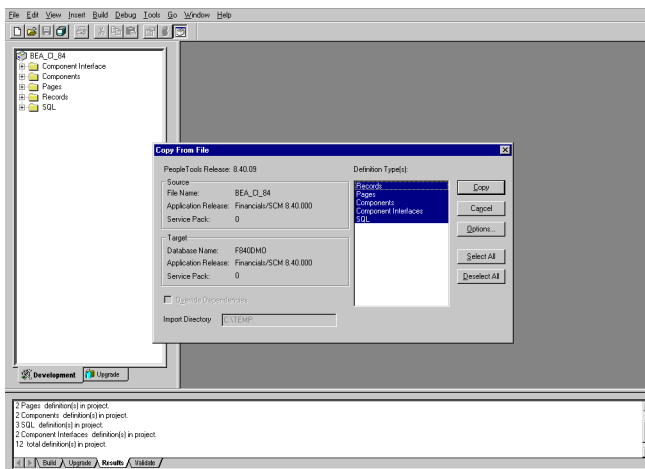 File Edit View Insert Build Debug Tools Go Window Help
BEA_CI_84
Component Interface
Components
Pages
Records
SQL
Copy From File
PeopleTools Release: 8.40.09
Definition Type(s):
Source
File Name: BEA_CI_84
Application Release: Financials/SCM 8.40.000
Service Pack: 0
Target
Database Name: F840DMO
Application Release: Financials/SCM 8.40.000
Service Pack: 0
Override Dependencies
Import Directory C:\TEMP
Records
Pages
Components
Component Interfaces
SQL
Copy
Cancel
Options...
Select All
Deselect All
Development Upgrade
2 Pages definition(s) in project.
2 Components definition(s) in project.
3 SQL definition(s) in project.
2 Component Interfaces definition(s) in project.
12 total definition(s) in project.
Build Upgrade Results Validate